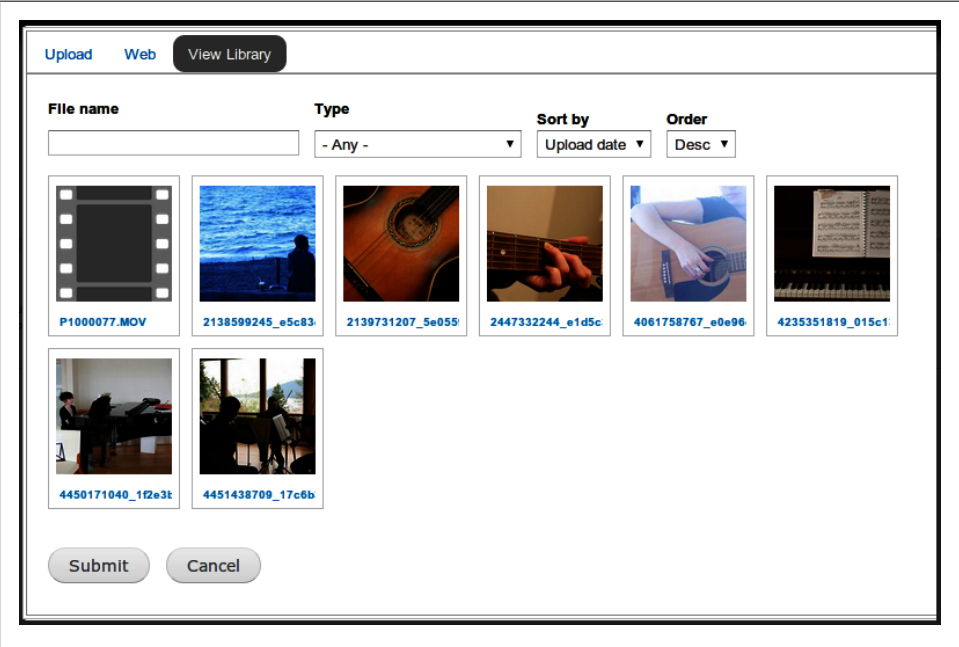 Upload Web View Library
File name Type
Sort by Order
- Any - Upload date Desc
P1000077.MOV 2138599245_e5c83 2139731207_5e055 2447332244_e1d5c 4061758767_e0e96 4235351819_015c1
4450171040_1f2e3b 4451438709_17c6b
Submit Cancel